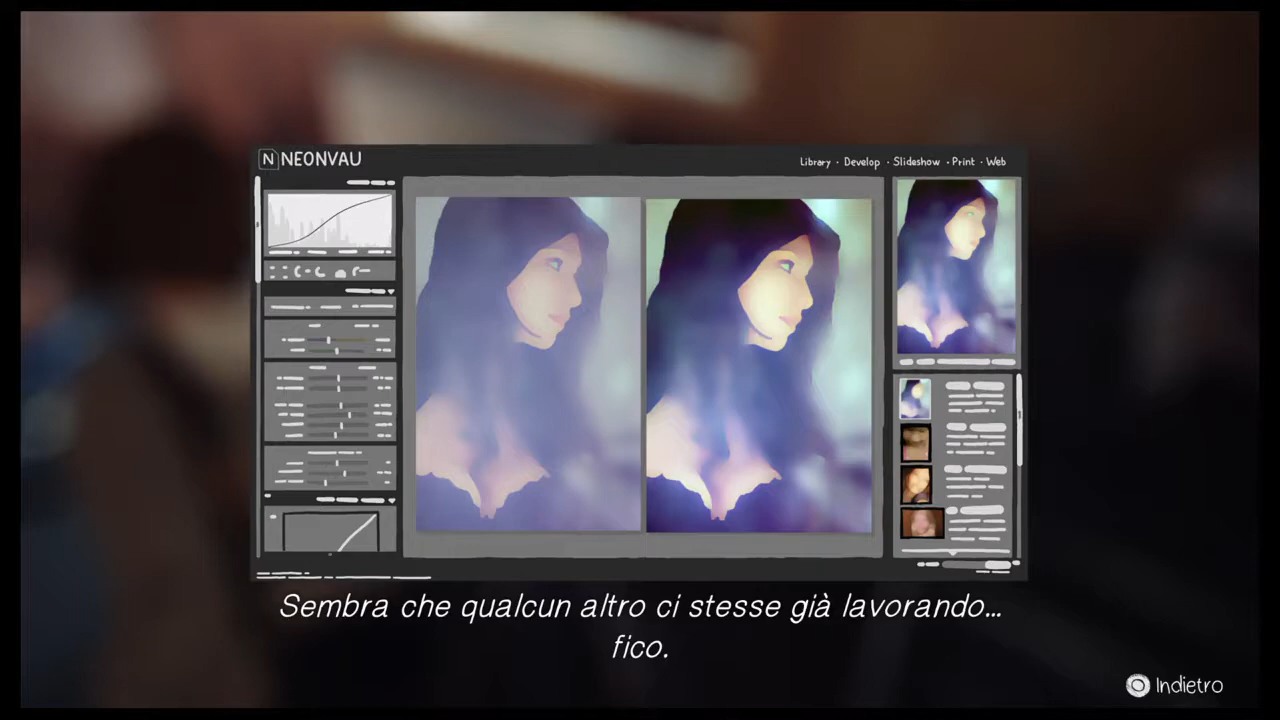 N NEONVAU
Library · Develop · Slideshow · Print · Web
Sembra che qualcun altro ci stesse già lavorando...
fico.
Indietro